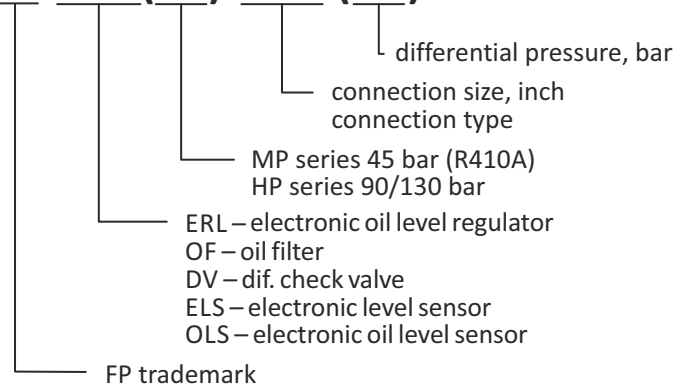 differential pressure, bar
connection size, inch
connection type
MP series 45 bar (R410A)
HP series 90/130 bar
ERL – electronic oil level regulator
OF – oil filter
DV – dif. check valve
ELS – electronic level sensor
OLS – electronic oil level sensor
FP trademark